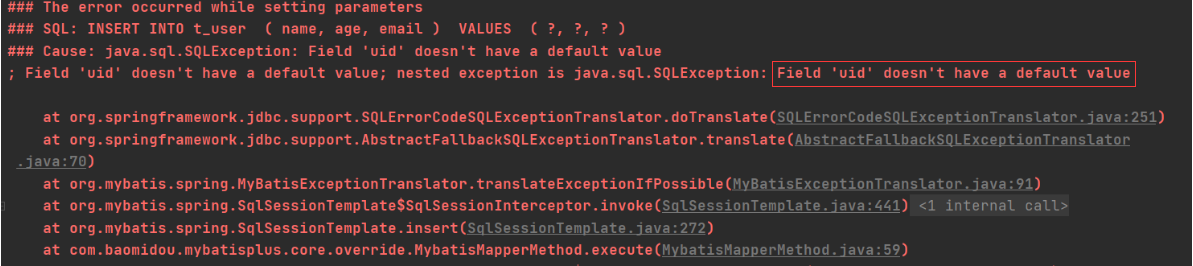 ### The error occurred while setting parameters
### SQL: INSERT INTO t_user  ( name, age, email )  VALUES  ( ?, ?, ? )
### Cause: java.sql.SQLException: Field 'uid' doesn't have a default value
; Field 'uid' doesn't have a default value; nested exception is java.sql.SQLException: Field 'uid' doesn't have a default value
at org.springframework.jdbc.support.SQLErrorCodeSQLExceptionTranslator.doTranslate(SQLErrorCodeSQLExceptionTranslator.java:251)
at org.springframework.jdbc.support.AbstractFallbackSQLExceptionTranslator.translate(AbstractFallbackSQLExceptionTranslator
.java:70)
at org.mybatis.spring.MyBatisExceptionTranslator.translateExceptionIfPossible(MyBatisExceptionTranslator.java:91)
at org.mybatis.spring.SqlSessionTemplate$SqlSessionInterceptor.invoke(SqlSessionTemplate.java:441) <1 internal call>
at org.mybatis.spring.SqlSessionTemplate.insert(SqlSessionTemplate.java:272)
at com.baomidou.mybatisplus.core.override.MybatisMapperMethod.execute(MybatisMapperMethod.java:59)